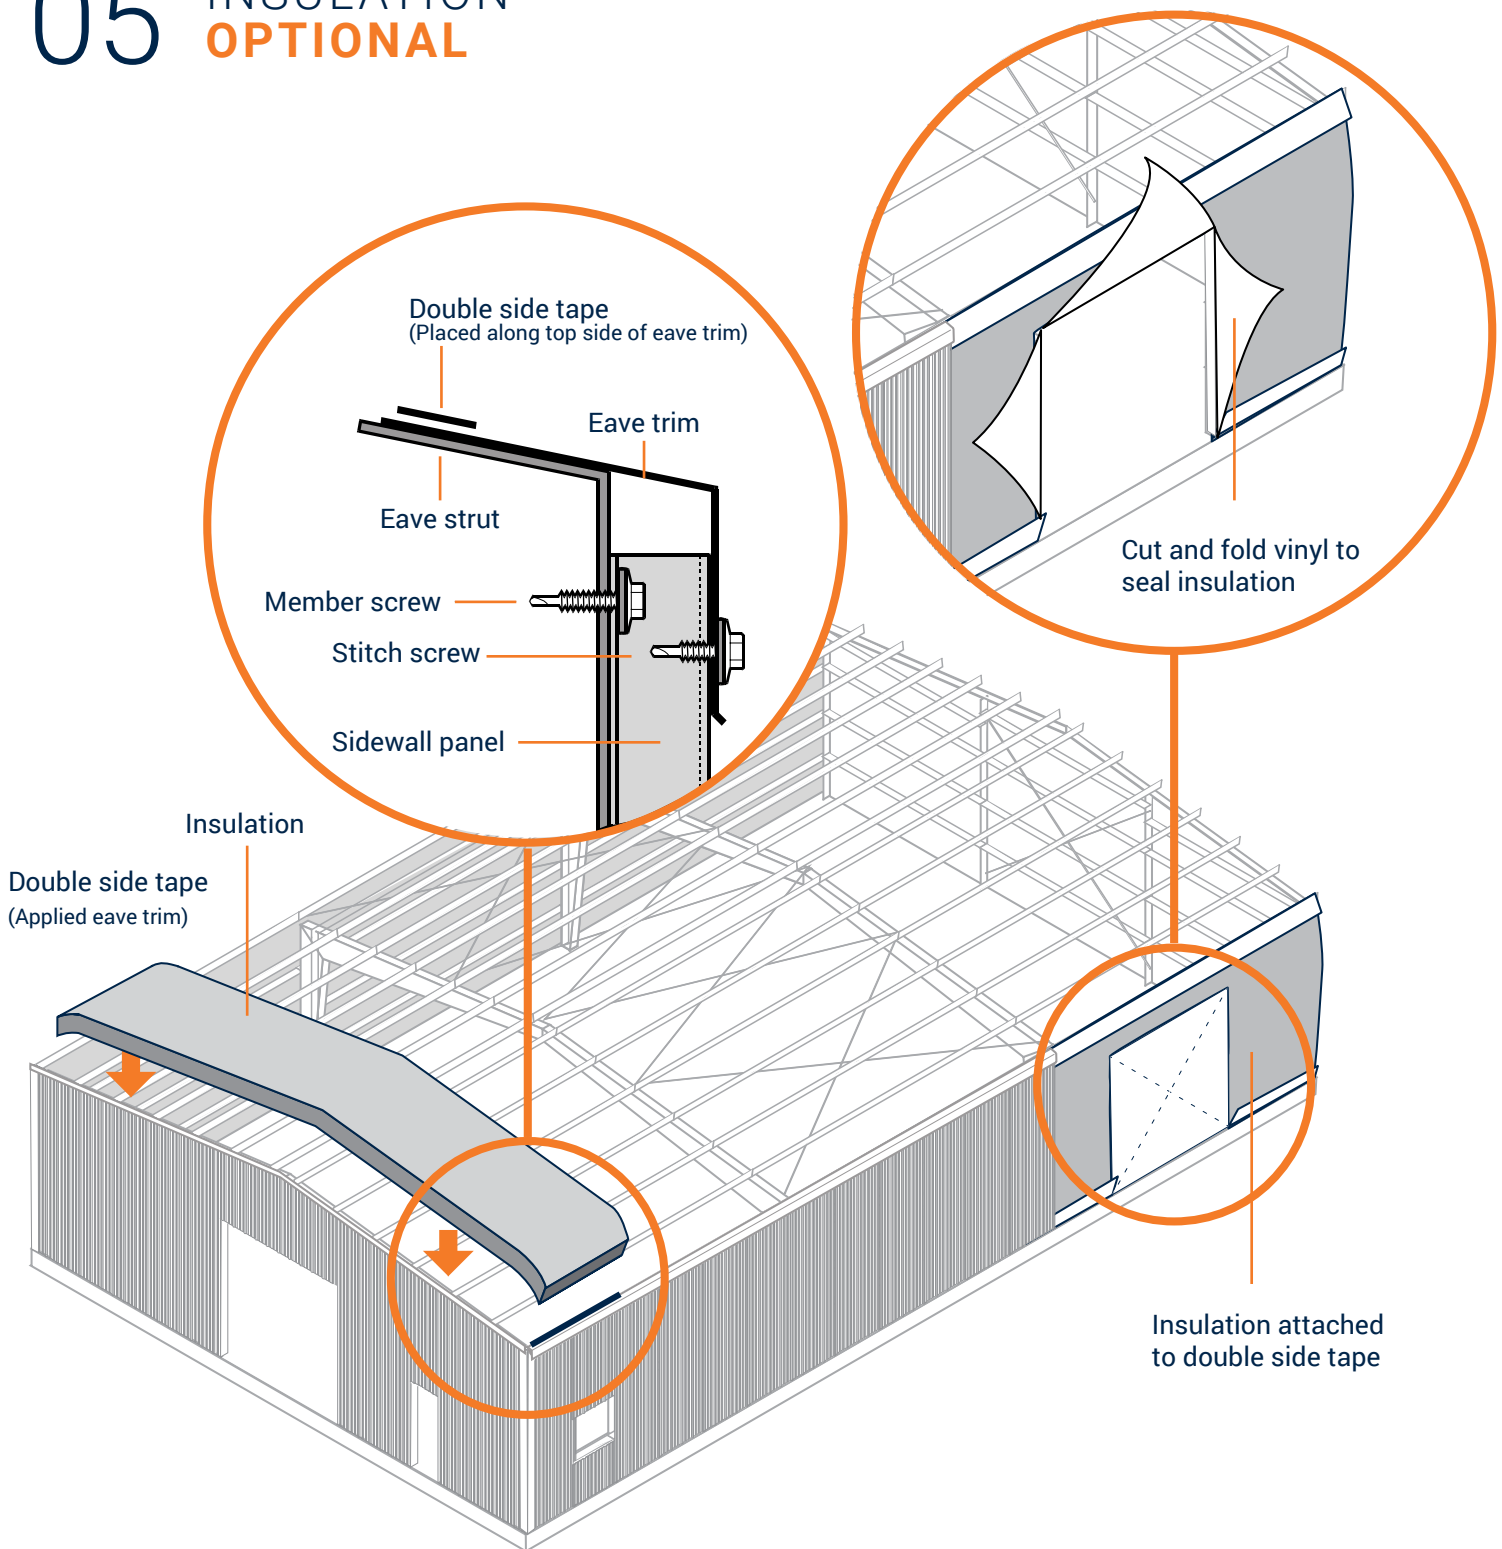 05 INSULATION
OPTIONAL
Double side tape
(Placed along top side of eave trim)
Eave trim
Eave strut
Member screw
Stitch screw
Sidewall panel
Cut and fold vinyl to
seal insulation
Insulation
Double side tape
(Applied eave trim)
Insulation attached
to double side tape